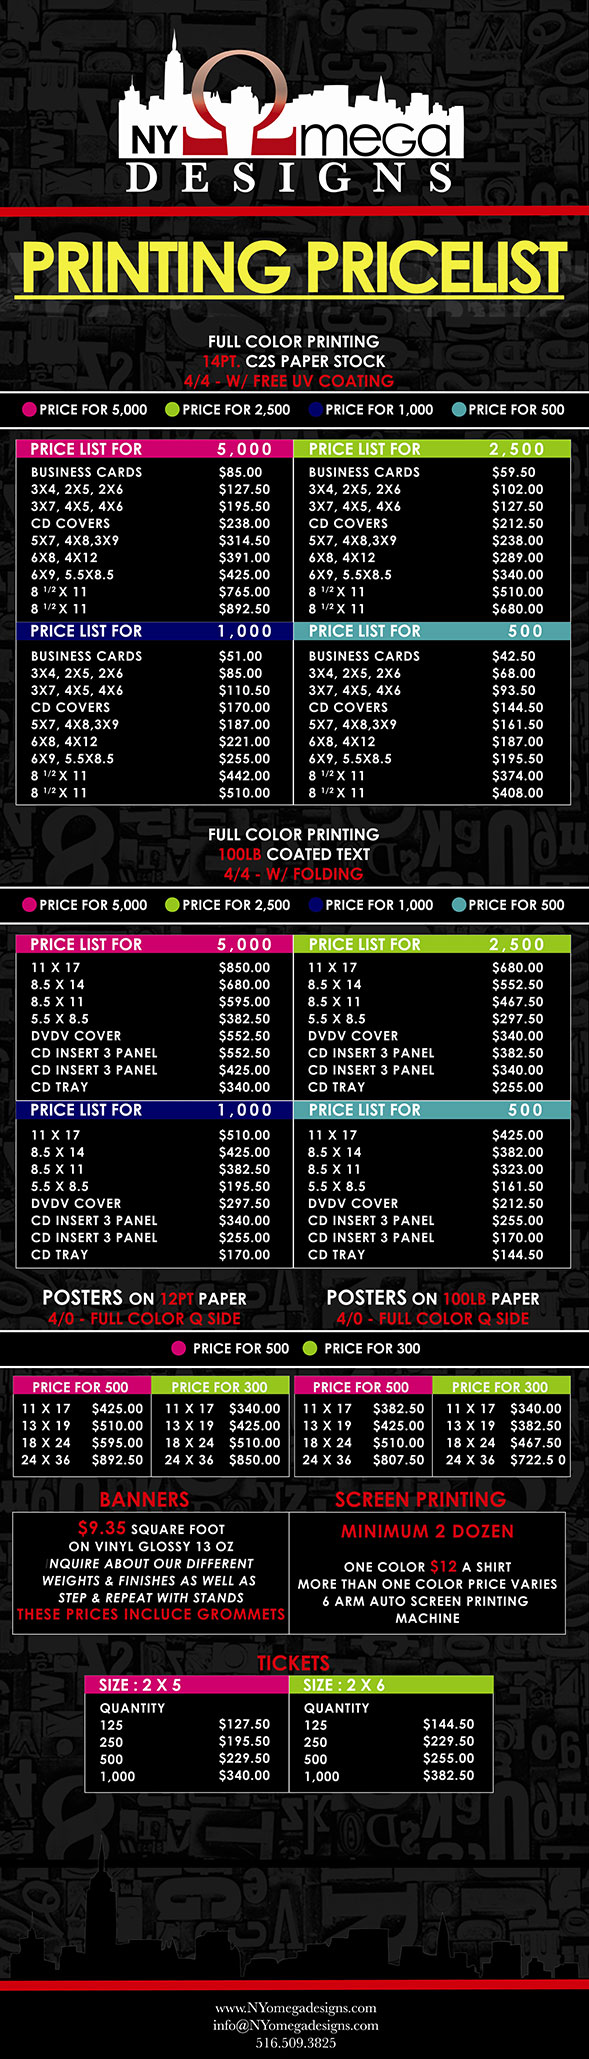 NY Ωmega
DESIGNS
PRINTING PRICELIST
FULL COLOR PRINTING
14PT. C2S PAPER STOCK
4/4 - W/ FREE UV COATING
PRICE FOR 5,000 PRICE FOR 2,500 PRICE FOR 1,000 PRICE FOR 500
PRICE LIST FOR 5,000
BUSINESS CARDS $85.00
3X4, 2X5, 2X6 $127.50
3X7, 4X5, 4X6 $195.50
CD COVERS $238.00
5X7, 4X8,3X9 $314.50
6X8, 4X12 $391.00
6X9, 5.5X8.5 $425.00
8 1/2 X 11 $765.00
8 1/2 X 11 $892.50
PRICE LIST FOR 2,500
BUSINESS CARDS $59.50
3X4, 2X5, 2X6 $102.00
3X7, 4X5, 4X6 $127.50
CD COVERS $212.50
5X7, 4X8,3X9 $238.00
6X8, 4X12 $289.00
6X9, 5.5X8.5 $340.00
8 1/2 X 11 $510.00
8 1/2 X 11 $680.00
PRICE LIST FOR 1,000
BUSINESS CARDS $51.00
3X4, 2X5, 2X6 $85.00
3X7, 4X5, 4X6 $110.50
CD COVERS $170.00
5X7, 4X8,3X9 $187.00
6X8, 4X12 $221.00
6X9, 5.5X8.5 $255.00
8 1/2 X 11 $442.00
8 1/2 X 11 $510.00
PRICE LIST FOR 500
BUSINESS CARDS $42.50
3X4, 2X5, 2X6 $68.00
3X7, 4X5, 4X6 $93.50
CD COVERS $144.50
5X7, 4X8,3X9 $161.50
6X8, 4X12 $187.00
6X9, 5.5X8.5 $195.50
8 1/2 X 11 $374.00
8 1/2 X 11 $408.00
FULL COLOR PRINTING
100LB COATED TEXT
4/4 - W/ FOLDING
PRICE FOR 5,000 PRICE FOR 2,500 PRICE FOR 1,000 PRICE FOR 500
PRICE LIST FOR 5,000
11 X 17 $850.00
8.5 X 14 $680.00
8.5 X 11 $595.00
5.5 X 8.5 $382.50
DVDV COVER $552.50
CD INSERT 3 PANEL $552.50
CD INSERT 3 PANEL $425.00
CD TRAY $340.00
PRICE LIST FOR 2,500
11 X 17 $680.00
8.5 X 14 $552.50
8.5 X 11 $467.50
5.5 X 8.5 $297.50
DVDV COVER $340.00
CD INSERT 3 PANEL $382.50
CD INSERT 3 PANEL $340.00
CD TRAY $255.00
PRICE LIST FOR 1,000
11 X 17 $510.00
8.5 X 14 $425.00
8.5 X 11 $382.50
5.5 X 8.5 $195.50
DVDV COVER $297.50
CD INSERT 3 PANEL $340.00
CD INSERT 3 PANEL $255.00
CD TRAY $170.00
PRICE LIST FOR 500
11 X 17 $425.00
8.5 X 14 $382.00
8.5 X 11 $323.00
5.5 X 8.5 $161.50
DVDV COVER $212.50
CD INSERT 3 PANEL $255.00
CD INSERT 3 PANEL $170.00
CD TRAY $144.50
POSTERS ON 12PT PAPER
4/0 - FULL COLOR Q SIDE
POSTERS ON 100LB PAPER
4/0 - FULL COLOR Q SIDE
PRICE FOR 500 PRICE FOR 300
PRICE FOR 500
11 X 17 $425.00
13 X 19 $510.00
18 X 24 $595.00
24 X 36 $892.50
PRICE FOR 300
11 X 17 $340.00
13 X 19 $425.00
18 X 24 $510.00
24 X 36 $850.00
PRICE FOR 500
11 X 17 $382.50
13 X 19 $425.00
18 X 24 $510.00
24 X 36 $807.50
PRICE FOR 300
11 X 17 $340.00
13 X 19 $382.50
18 X 24 $467.50
24 X 36 $722.5 0
BANNERS
$9.35 SQUARE FOOT
ON VINYL GLOSSY 13 OZ
INQUIRE ABOUT OUR DIFFERENT
WEIGHTS & FINISHES AS WELL AS
STEP & REPEAT WITH STANDS
THESE PRICES INCLUCE GROMMETS
SCREEN PRINTING
MINIMUM 2 DOZEN
ONE COLOR $12 A SHIRT
MORE THAN ONE COLOR PRICE VARIES
6 ARM AUTO SCREEN PRINTING
MACHINE
TICKETS
SIZE : 2 X 5
QUANTITY
125 $127.50
250 $195.50
500 $229.50
1,000 $340.00
SIZE : 2 X 6
QUANTITY
125 $144.50
250 $229.50
500 $255.00
1,000 $382.50
www.NYomegadesigns.com
info@NYomegadesigns.com
516.509.3825